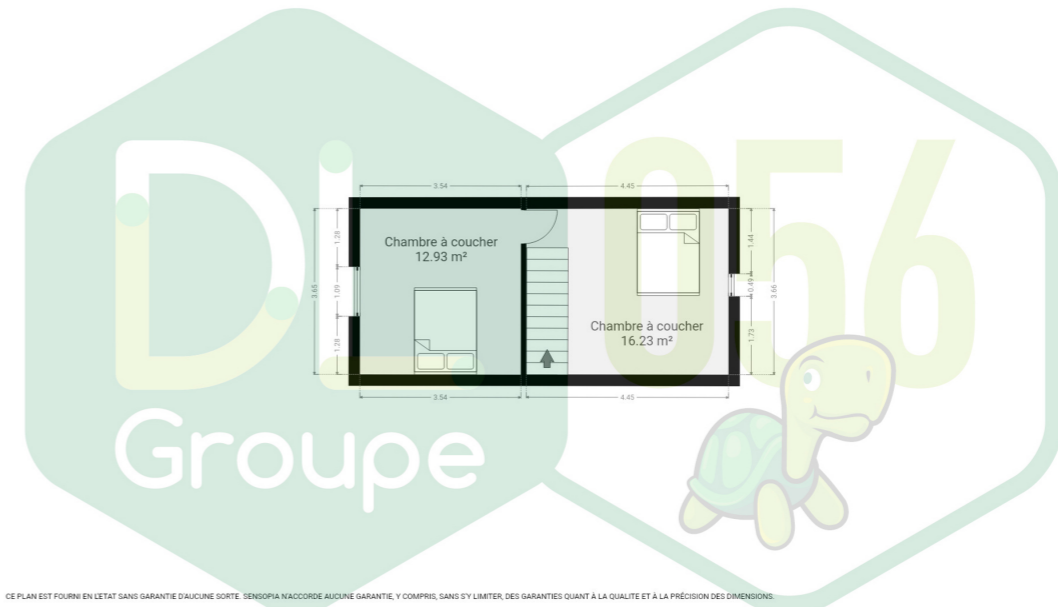 DL
056
Groupe
3.54
4.45
1.28
1.09
1.28
3.65
Chambre à coucher
12.93 m²
Chambre à coucher
16.23 m²
1.44
0.49
1.73
3.66
3.54
4.45
CE PLAN EST FOURNI EN L'ETAT SANS GARANTIE D'AUCUNE SORTE. SENSOPIA N'ACCORDE AUCUNE GARANTIE, Y COMPRIS, SANS S'Y LIMITER, DES GARANTIES QUANT À LA QUALITE ET À LA PRÉCISION DES DIMENSIONS.